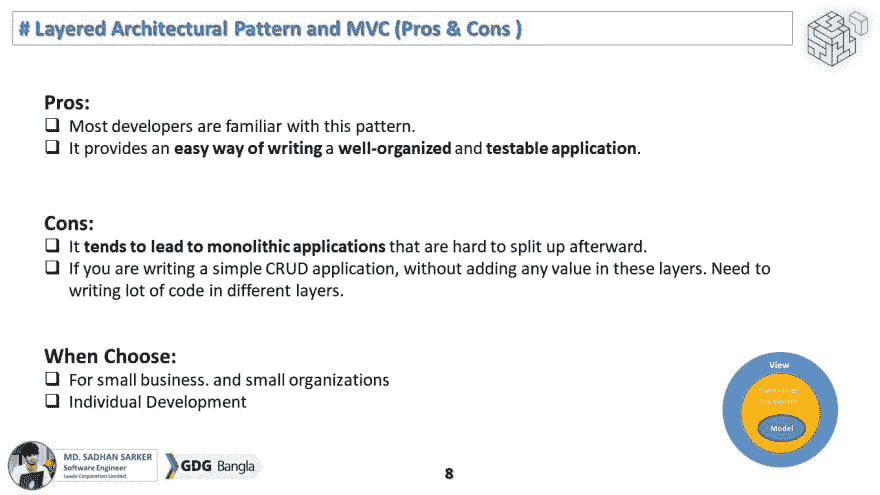 # Layered Architectural Pattern and MVC (Pros & Cons )
Pros:
Most developers are familiar with this pattern.
It provides an easy way of writing a well-organized and testable application.
Cons:
It tends to lead to monolithic applications that are hard to split up afterward.
If you are writing a simple CRUD application, without adding any value in these layers. Need to
writing lot of code in different layers.
When Choose:
For small business. and small organizations
Individual Development
View
Model
MD. SADHAN SARKER
Software Engineer
Leads Corporation Limited.
GDG Bangla
8